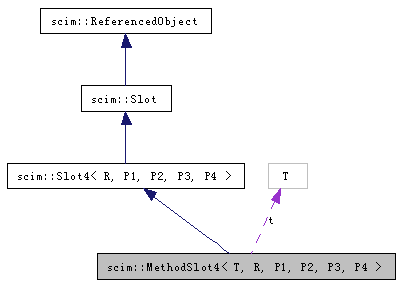 scim::ReferencedObject
scim::Slot
scim::Slot4< R, P1, P2, P3, P4 >
T
t
scim::MethodSlot4< T, R, P1, P2, P3, P4 >